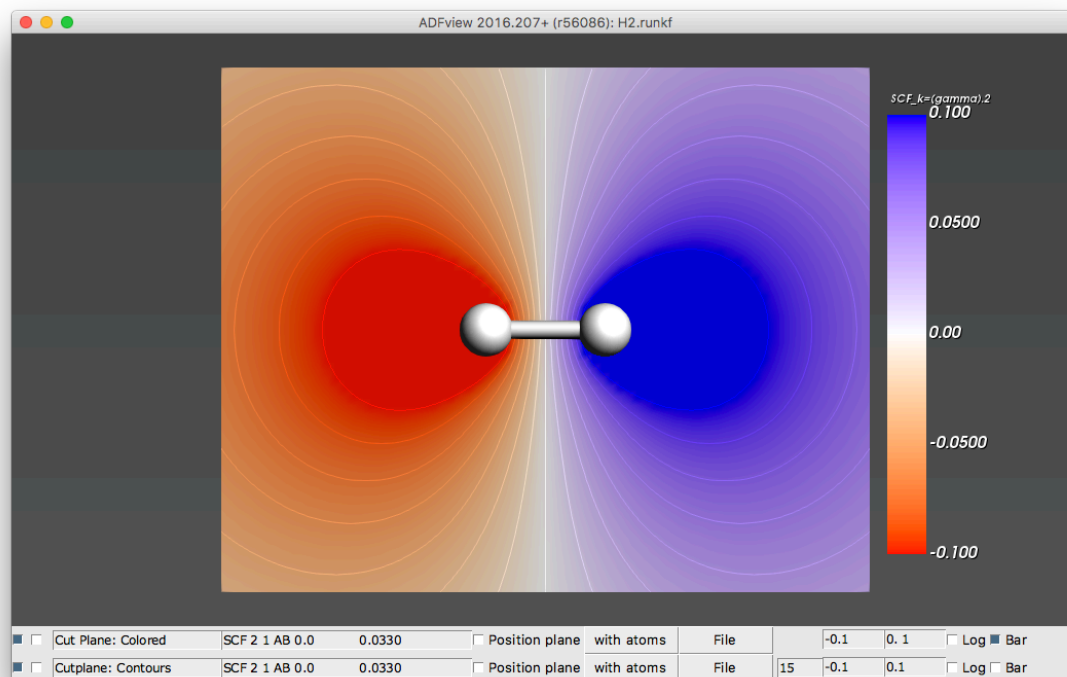 ADFview 2016.207+ (r56086): H2.runkf
SCF_k=(gamma).2
0.100
0.0500
0.00
-0.0500
-0.100
Cut Plane: Colored SCF 2 1 AB 0.0 0.0330 Position plane with atoms File -0.1 0. 1 Log Bar
Cutplane: Contours SCF 2 1 AB 0.0 0.0330 Position plane with atoms File 15 -0.1 0.1 Log Bar